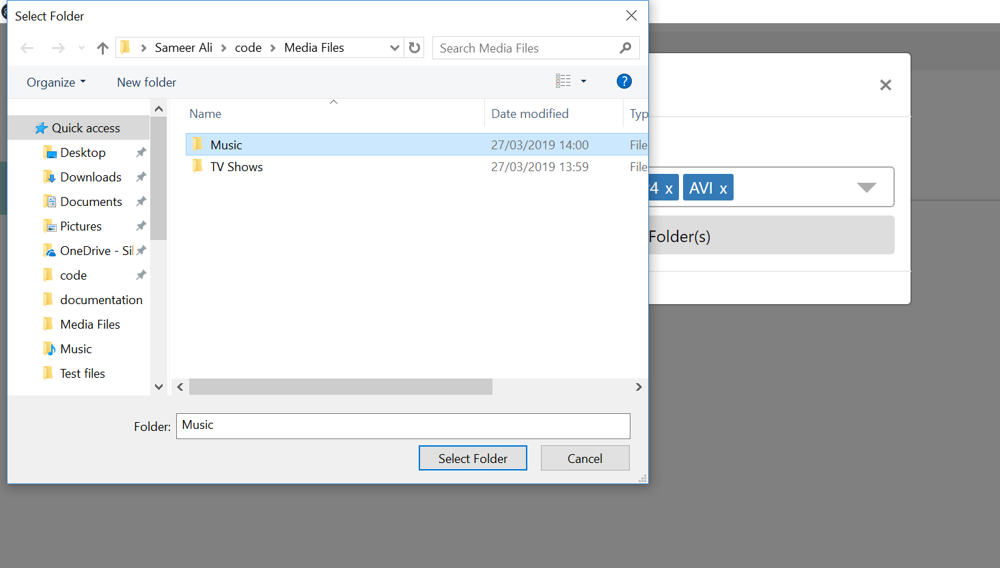 Select Folder
Sameer Ali > code > Media Files
Search Media Files
Organize
New folder
?
Name
Date modified
Quick access
Music 27/03/2019 14:00 File
TV Shows 27/03/2019 13:59 File
Desktop
Downloads
Documents
Pictures
OneDrive -
code
documentation
Media Files
Music
Test files
4 x AVI x
Folder(s)
Folder: Music
Select Folder
Cancel